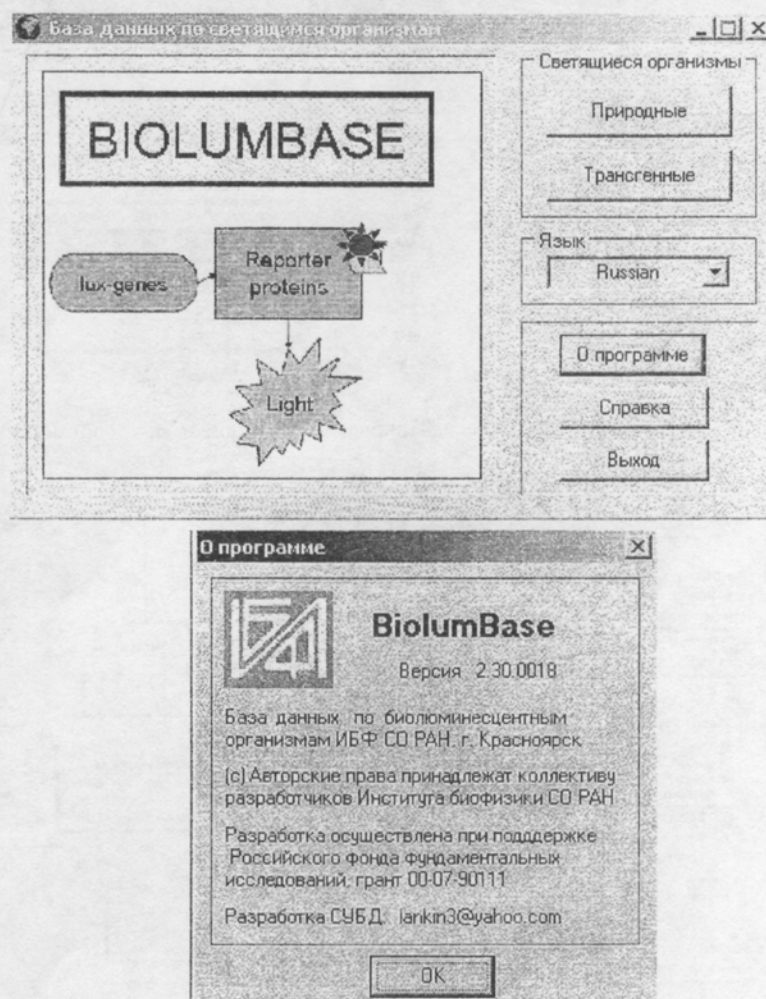 База данных по светящимся организмам
BIOLUMBASE
lux-genes
Reporter
proteins
Light
Светящиеся организмы
Природные
Трансгенные
Язык
Russian
О программе
Справка
Выход
О программе
ИБФ
BiolumBase
Версия 2.30.0018
База данных по биолюминесцентным
организмам ИБФ СО РАН, г. Красноярск
(c) Авторские права принадлежат коллективу
разработчиков Института биофизики СО РАН
Разработка осуществлена при подддержке
Российского фонда фундаментальных
исследований, грант 00-07-90111
Разработка СУБД: lankin3@yahoo.com
OK